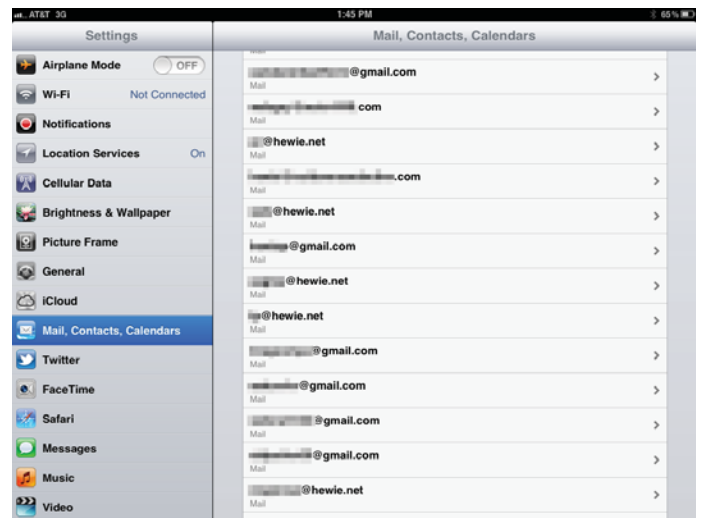 AT&T 3G 1:45 PM 65%
Settings
Airplane Mode OFF
Wi-Fi Not Connected
Notifications
Location Services On
Cellular Data
Brightness & Wallpaper
Picture Frame
General
iCloud
Mail, Contacts, Calendars
Twitter
FaceTime
Safari
Messages
Music
Video
Mail, Contacts, Calendars
Mail
@gmail.com
Mail
com
Mail
@hewie.net
Mail
.com
Mail
@hewie.net
Mail
@gmail.com
Mail
@hewie.net
Mail
@hewie.net
Mail
@gmail.com
Mail
@gmail.com
Mail
@gmail.com
Mail
@gmail.com
Mail
@hewie.net
Mail